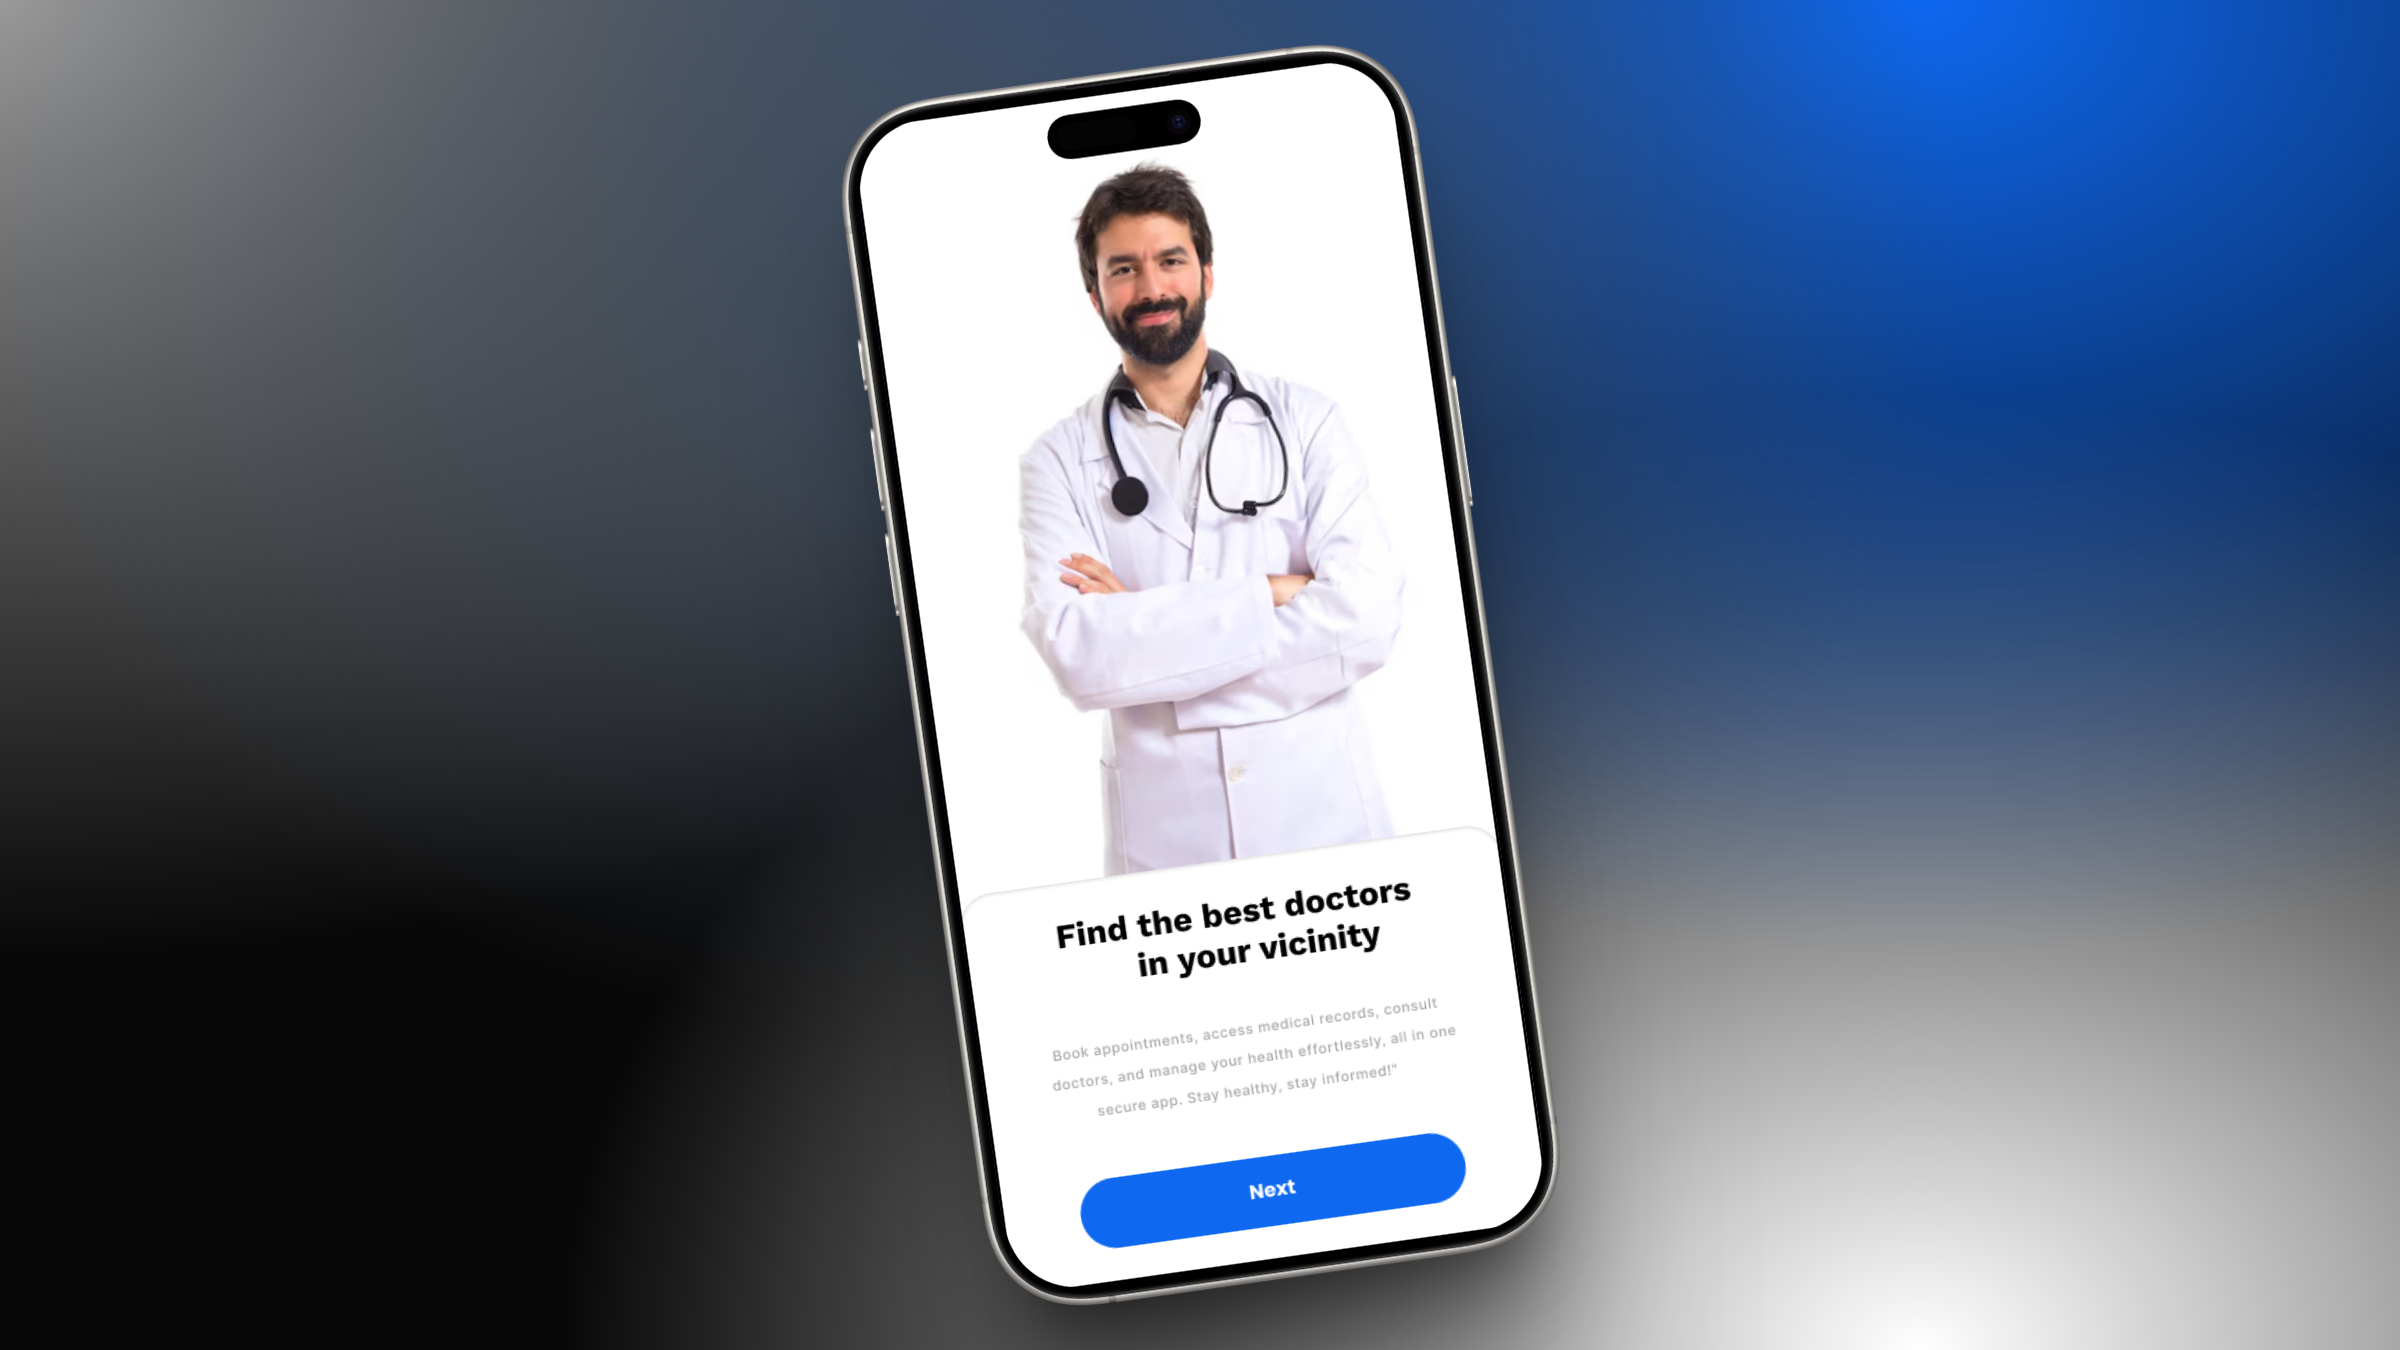 Find the best doctors
in your vicinity
Book appointments, access medical records, consult
doctors, and manage your health effortlessly, all in one
secure app. Stay healthy, stay informed!"
Next